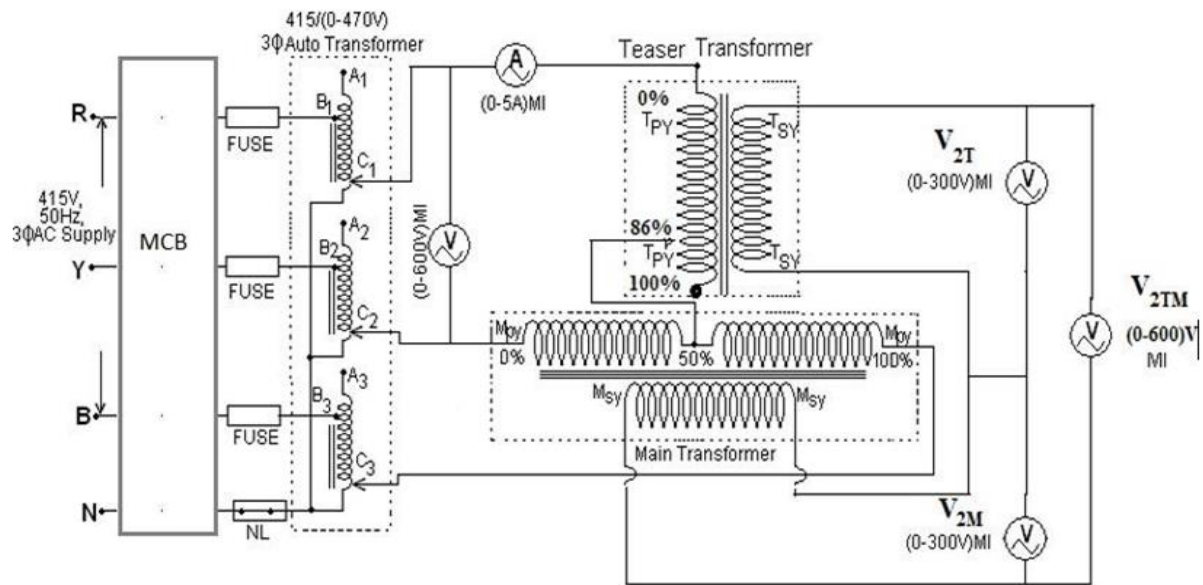 415/(0-470V)
3ϕ Auto Transformer
Teaser Transformer
A1
B1
C1
R
FUSE
A
(0-5A)MI
0%
TPY
TSY
V2T
(0-300V)MI
V
415V,
50Hz,
3ϕAC Supply
MCB
A2
B2
C2
Y
FUSE
V
(0-600V)MI
86%
TPY
TSY
100%
V2TM
V
(0-600)V
MI
Mpy
0%
50%
Mpy
100%
A3
B3
C3
B
FUSE
MSY
MSY
Main Transformer
N
NL
V2M
(0-300V)MI
V